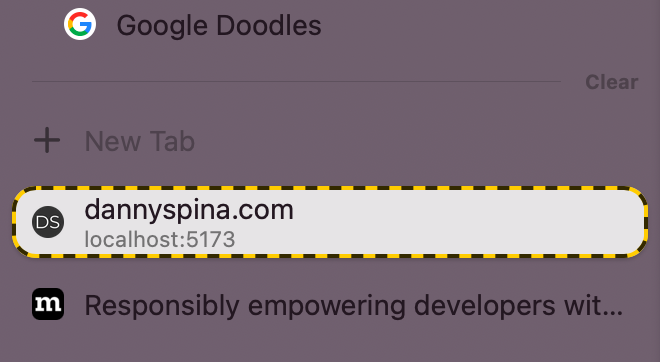 Google Doodles
Clear
New Tab
DS
dannyspina.com
localhost:5173
m
Responsibly empowering developers wit...